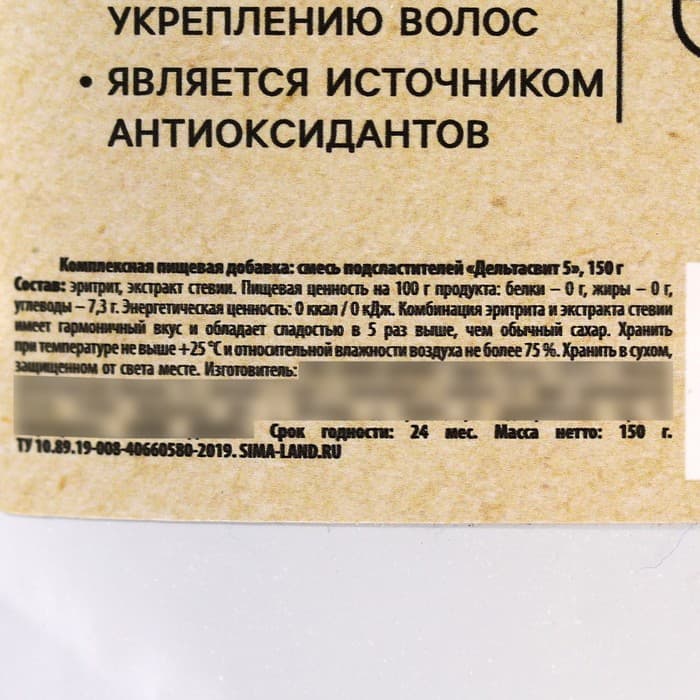 УКРЕПЛЕНИЮ ВОЛОС
• ЯВЛЯЕТСЯ ИСТОЧНИКОМ
АНТИОКСИДАНТОВ
Комплексная пищевая добавка: смесь подсластителей «Дельтасвит 5», 150 г
Состав: эритрит, экстракт стевии. Пищевая ценность на 100 г продукта: белки – 0 г, жиры – 0 г,
углеводы – 7,3 г. Энергетическая ценность: 0 ккал / 0 кДж. Комбинация эритрита и экстракта стевии
имеет гармоничный вкус и обладает сладостью в 5 раз выше, чем обычный сахар. Хранить
при температуре не выше +25 °С и относительной влажности воздуха не более 75 %. Хранить в сухом,
защищенном от света месте. Изготовитель:
Срок годности: 24 мес. Масса нетто: 150 г.
ТУ 10.89.19-008-40660580-2019. SIMA-LAND.RU